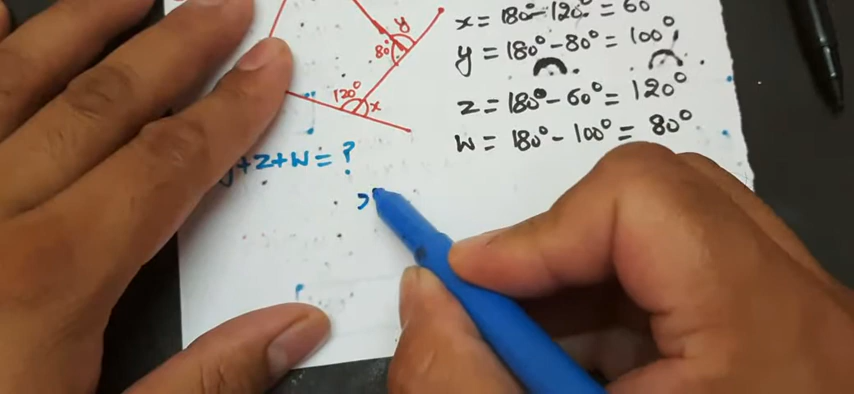 y
80°
120°
x
x = 180° - 120° = 60
y = 180° - 80° = 100°
z = 180° - 60° = 120°
w = 180° - 100° = 80°
y + z + w = ?